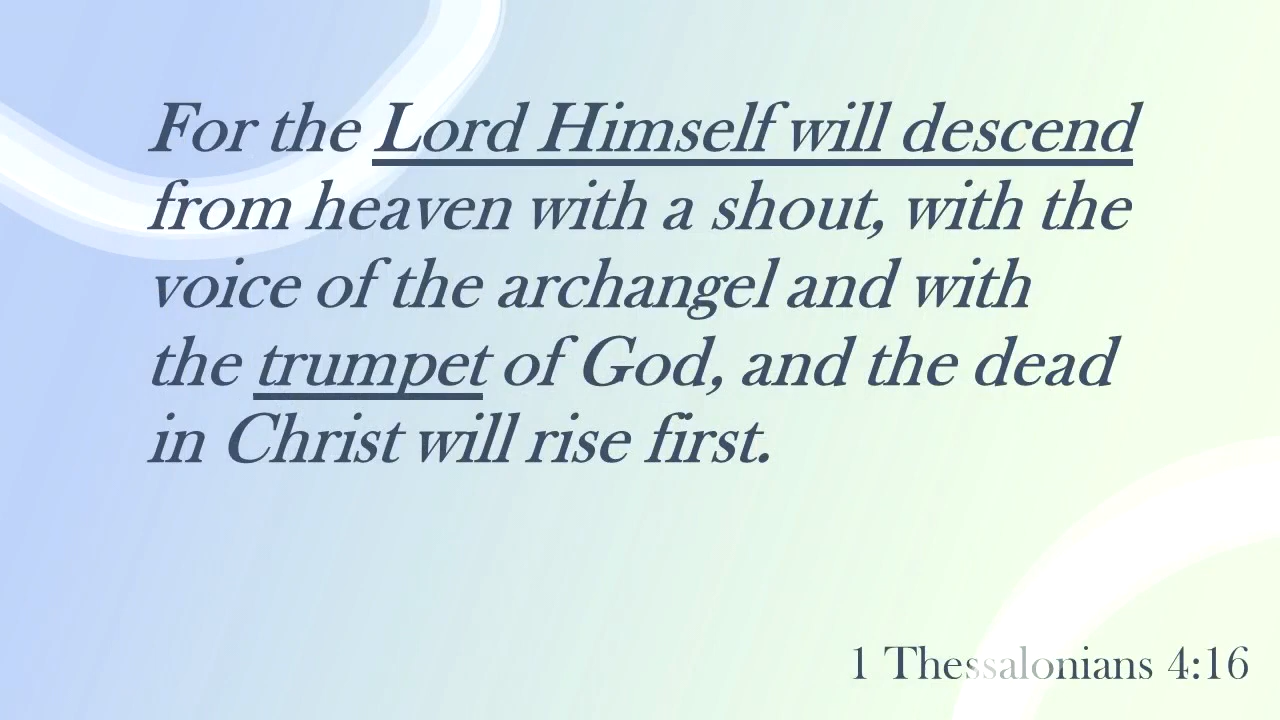 For the Lord Himself will descend
from heaven with a shout, with the
voice of the archangel and with
the trumpet of God, and the dead
in Christ will rise first.
1 Thessalonians 4:16